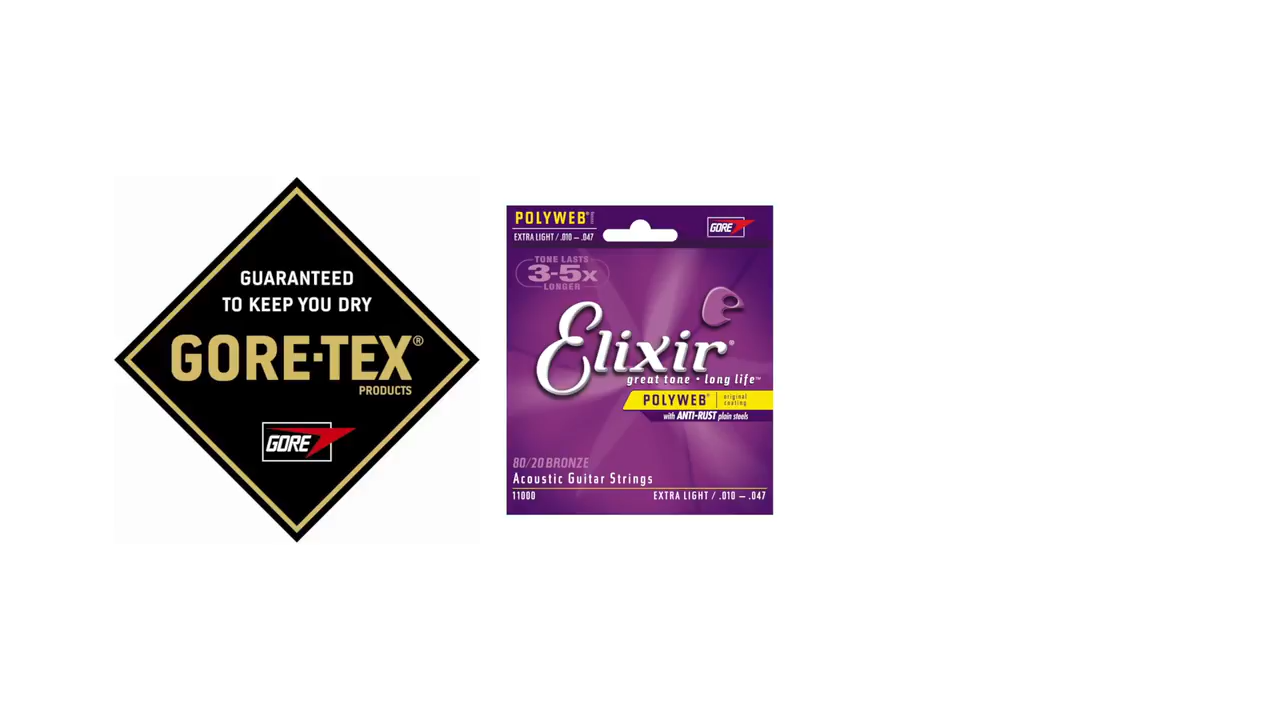 GUARANTEED
TO KEEP YOU DRY
GORE-TEX®
PRODUCTS
GORE
POLYWEB®
EXTRA LIGHT / .010 – .047
GORE
TONE LASTS
3-5x
LONGER
Elixir®
great tone • long life™
POLYWEB® original
coating
with ANTI-RUST plain steels
80/20 BRONZE
Acoustic Guitar Strings
11000 EXTRA LIGHT / .010 – .047